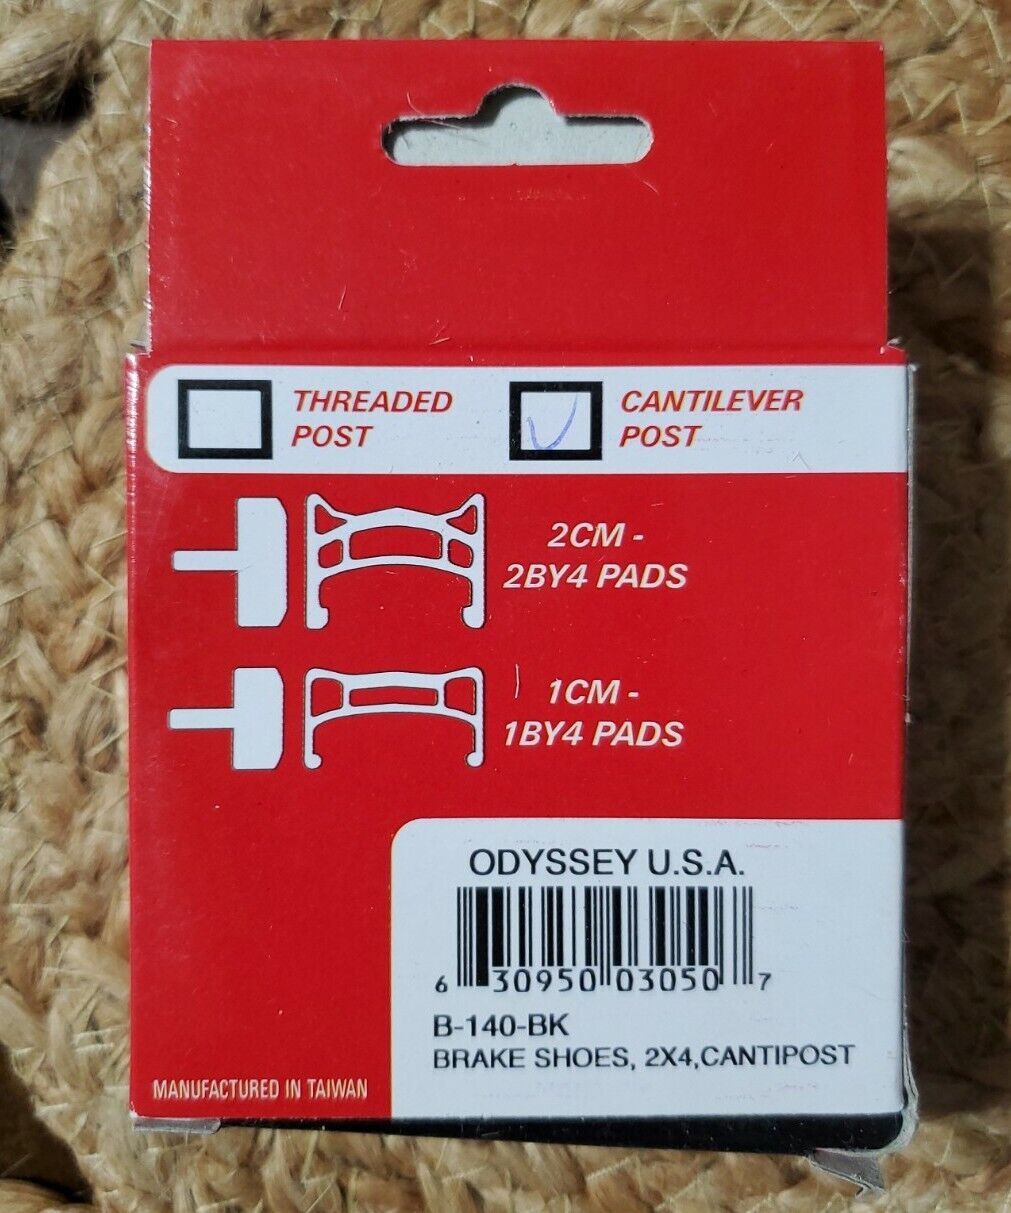 THREADED
POST
CANTILEVER
POST
2CM -
2BY4 PADS
1CM -
1BY4 PADS
ODYSSEY U.S.A.
6 30950 03050 7
B-140-BK
BRAKE SHOES, 2X4,CANTIPOST
MANUFACTURED IN TAIWAN